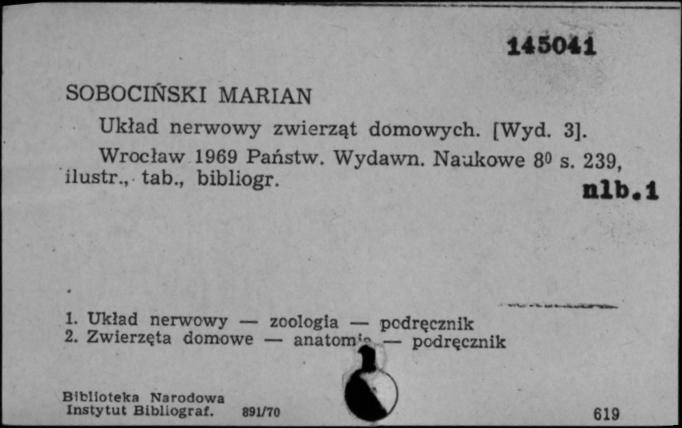 145041
SOBOCIŃSKI MARIAN
Układ nerwowy zwierząt domowych. [Wyd. 3].
Wrocław 1969 Państw. Wydawn. Naukowe 8⁰ s. 239,
ilustr., tab., bibliogr.
nlb.1
1. Układ nerwowy — zoologia — podręcznik
2. Zwierzęta domowe — anatomia — podręcznik
Biblioteka Narodowa
Instytut Bibliograf. 891/70
619